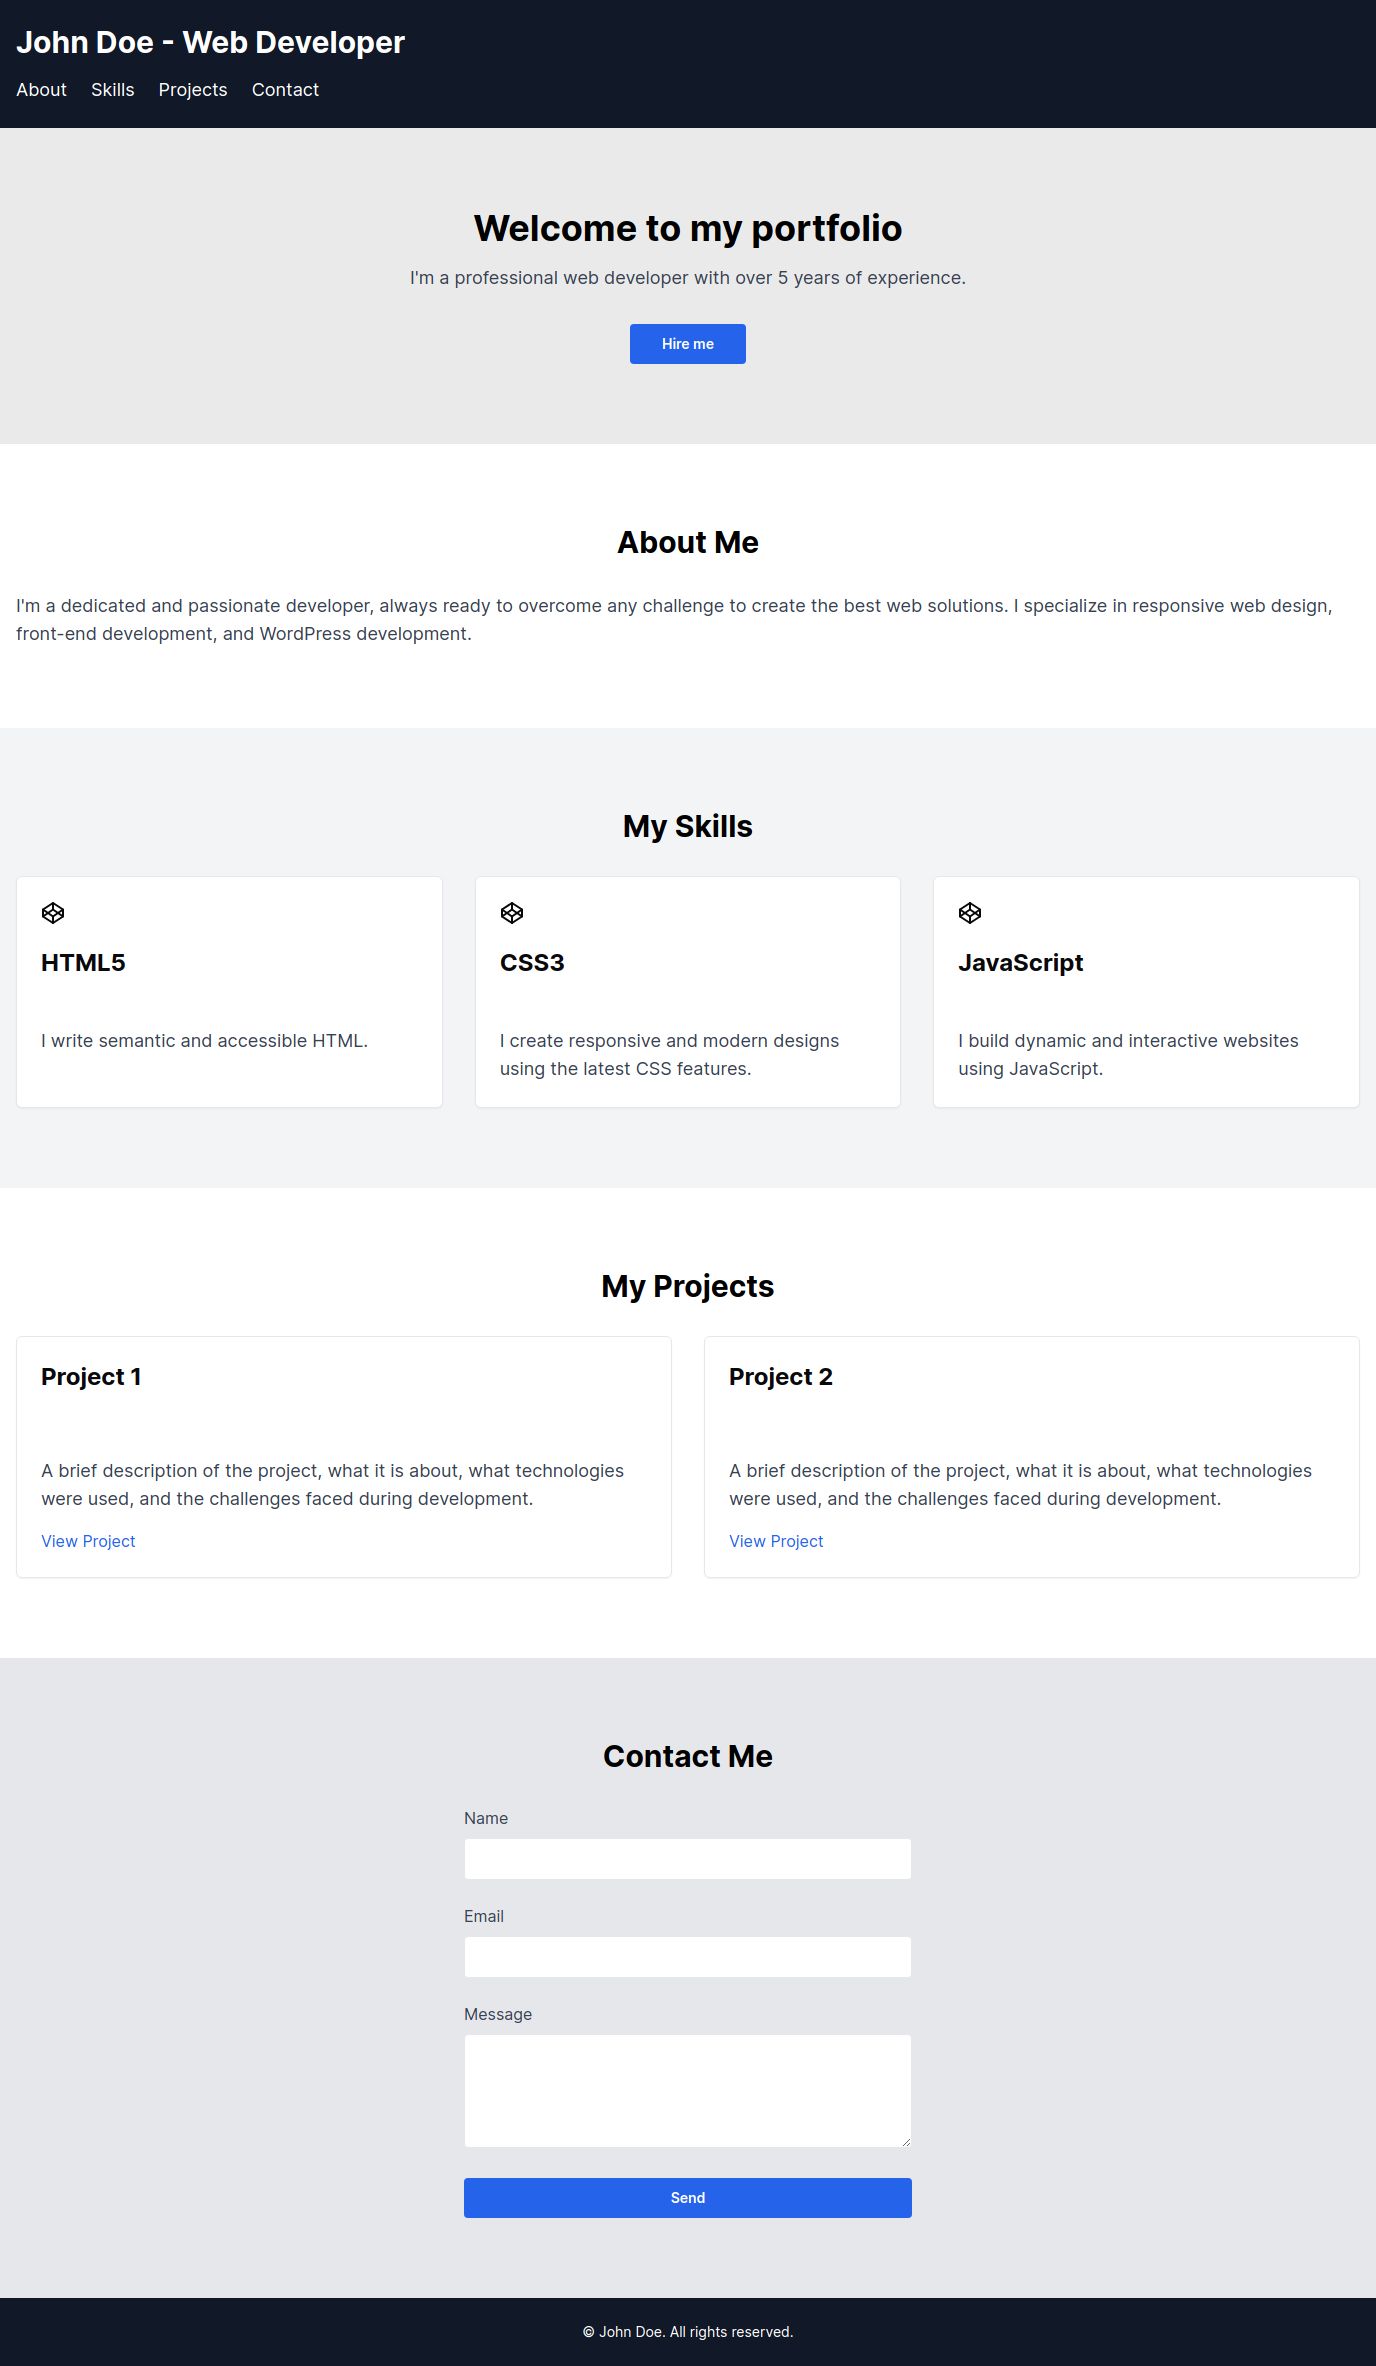 John Doe - Web Developer
About Skills Projects Contact
Welcome to my portfolio
I'm a professional web developer with over 5 years of experience.
Hire me
About Me
I'm a dedicated and passionate developer, always ready to overcome any challenge to create the best web solutions. I specialize in responsive web design,
front-end development, and WordPress development.
My Skills
HTML5
I write semantic and accessible HTML.
CSS3
I create responsive and modern designs
using the latest CSS features.
JavaScript
I build dynamic and interactive websites
using JavaScript.
My Projects
Project 1
A brief description of the project, what it is about, what technologies
were used, and the challenges faced during development.
View Project
Project 2
A brief description of the project, what it is about, what technologies
were used, and the challenges faced during development.
View Project
Contact Me
Name
Email
Message
Send
© John Doe. All rights reserved.